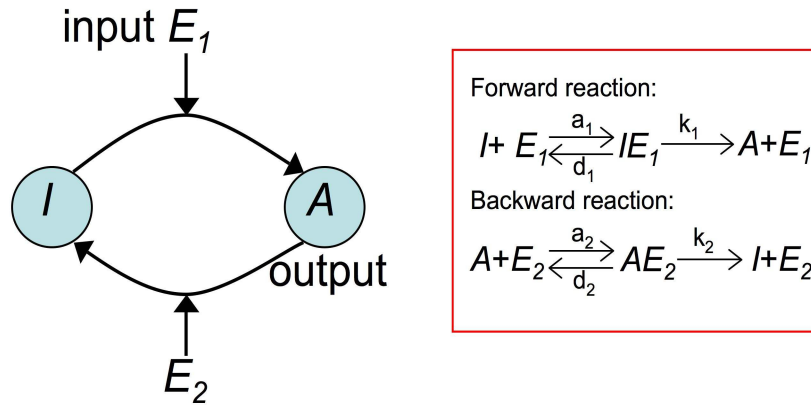 input E₁
I
A
output
E₂
Forward reaction:
a₁
I+ E₁ IE₁ k₁ A+E₁
d₁
Backward reaction:
a₂
A+E₂ AE₂ k₂ I+E₂
d₂